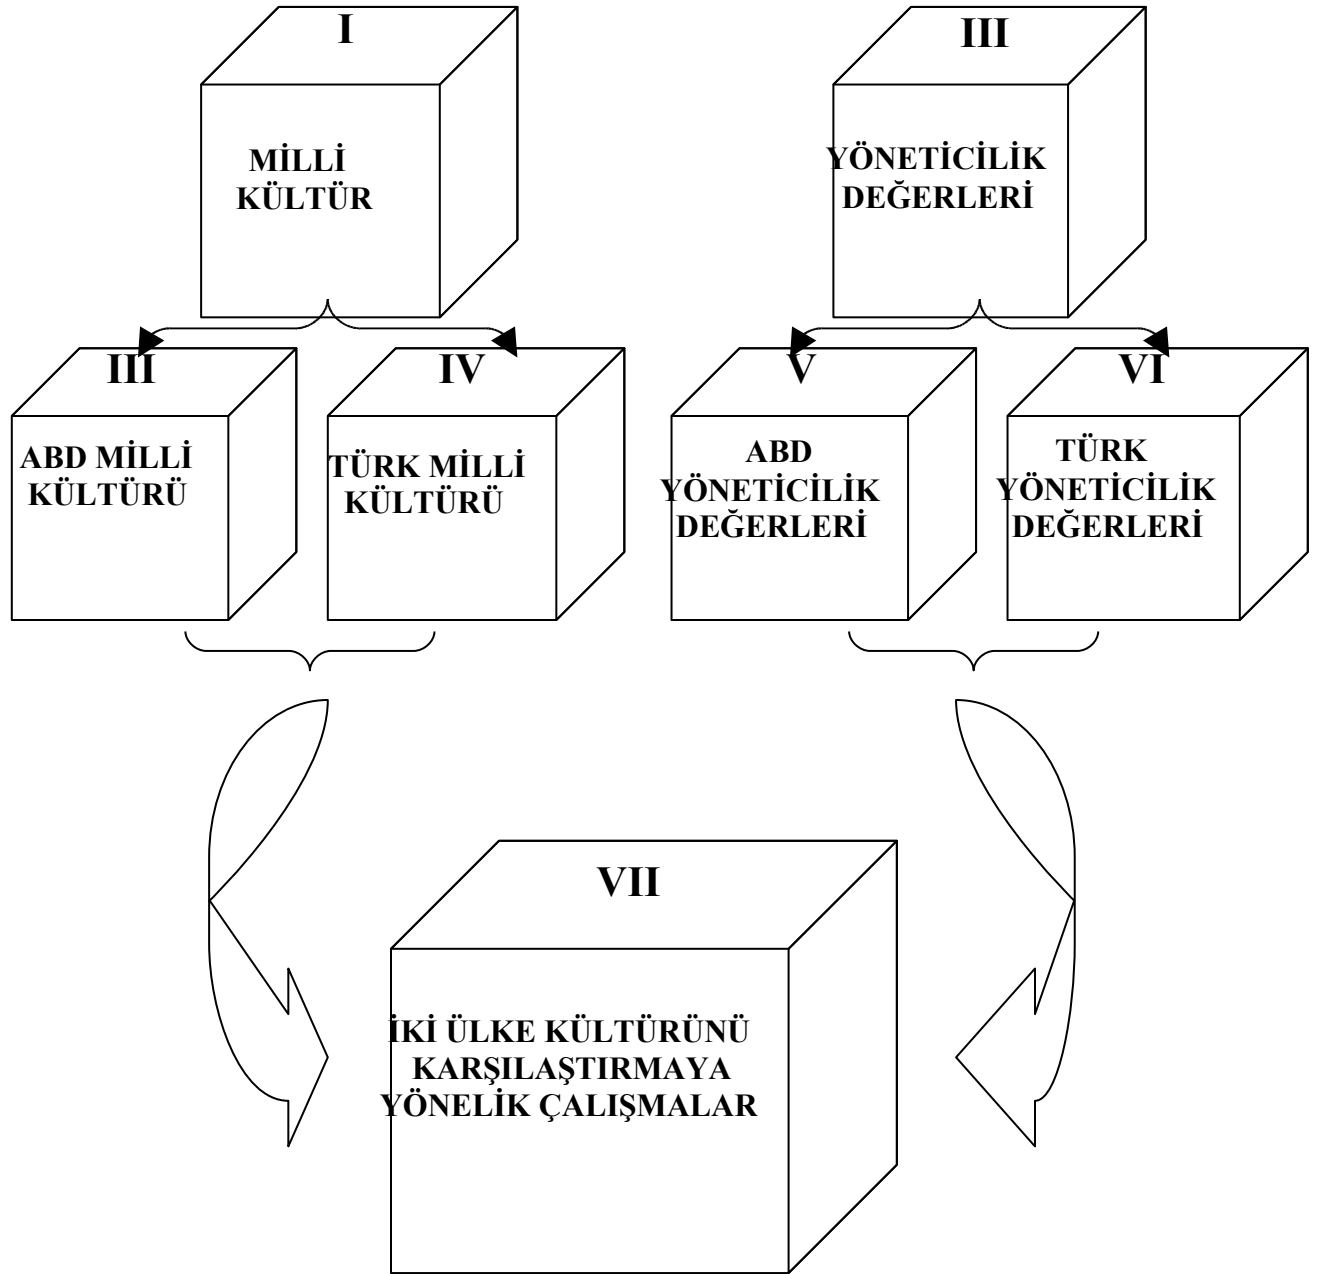 I
MİLLİ
KÜLTÜR
III
YÖNETİCİLİK
DEĞERLERİ
III
ABD MİLLİ
KÜLTÜRÜ
IV
TÜRK MİLLİ
KÜLTÜRÜ
V
ABD
YÖNETİCİLİK
DEĞERLERİ
VI
TÜRK
YÖNETİCİLİK
DEĞERLERİ
VII
İKİ ÜLKE KÜLTÜRÜNÜ
KARŞILAŞTIRMAYA
YÖNELİK ÇALIŞMALAR